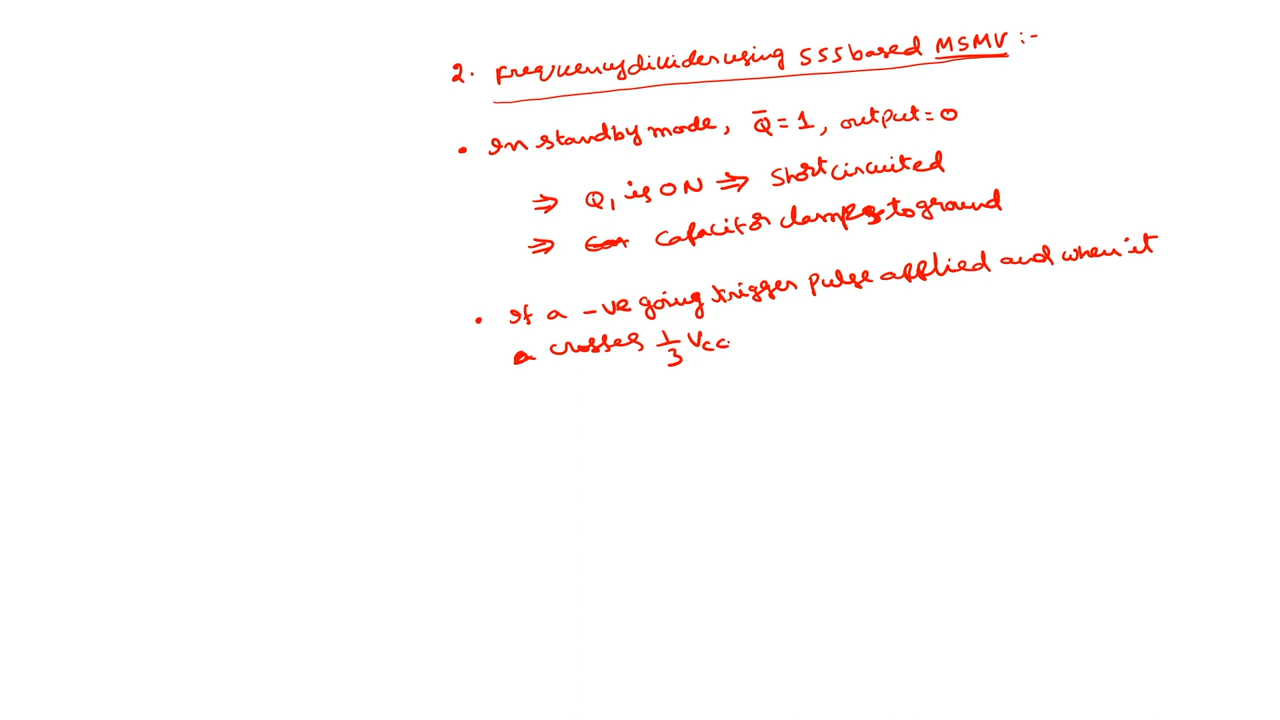 2. Frequency divider using 555 based MSMV :-
• In standby mode, Q̅ = 1, output = 0
⇒ Q₁ is ON ⇒ Short circuited
⇒ Capacitor clamps to ground
• If a -ve going trigger pulse applied and when it
crosses 1/3 Vcc